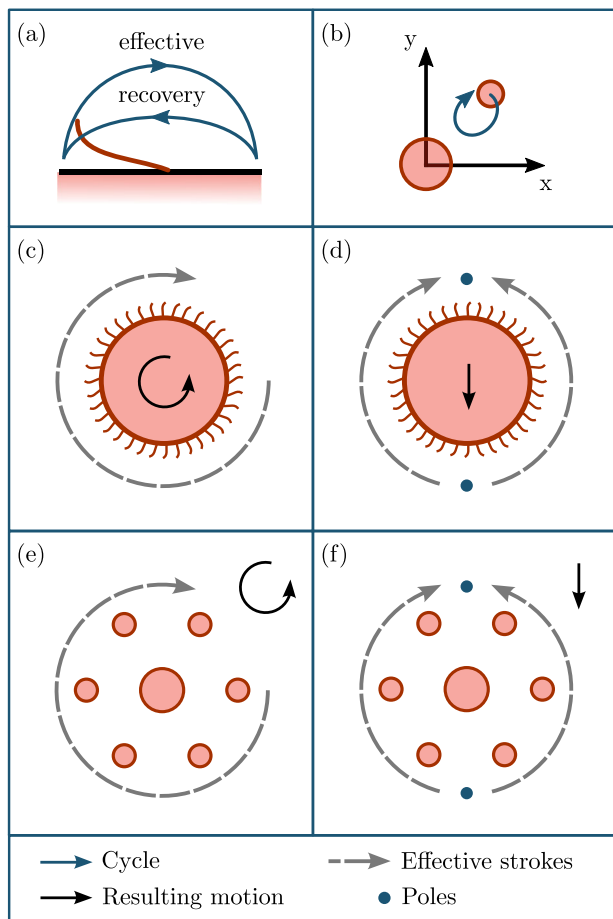 (a)
effective
recovery
(b)
y
x
(c)
(d)
(e)
(f)
Cycle
Effective strokes
Resulting motion
Poles